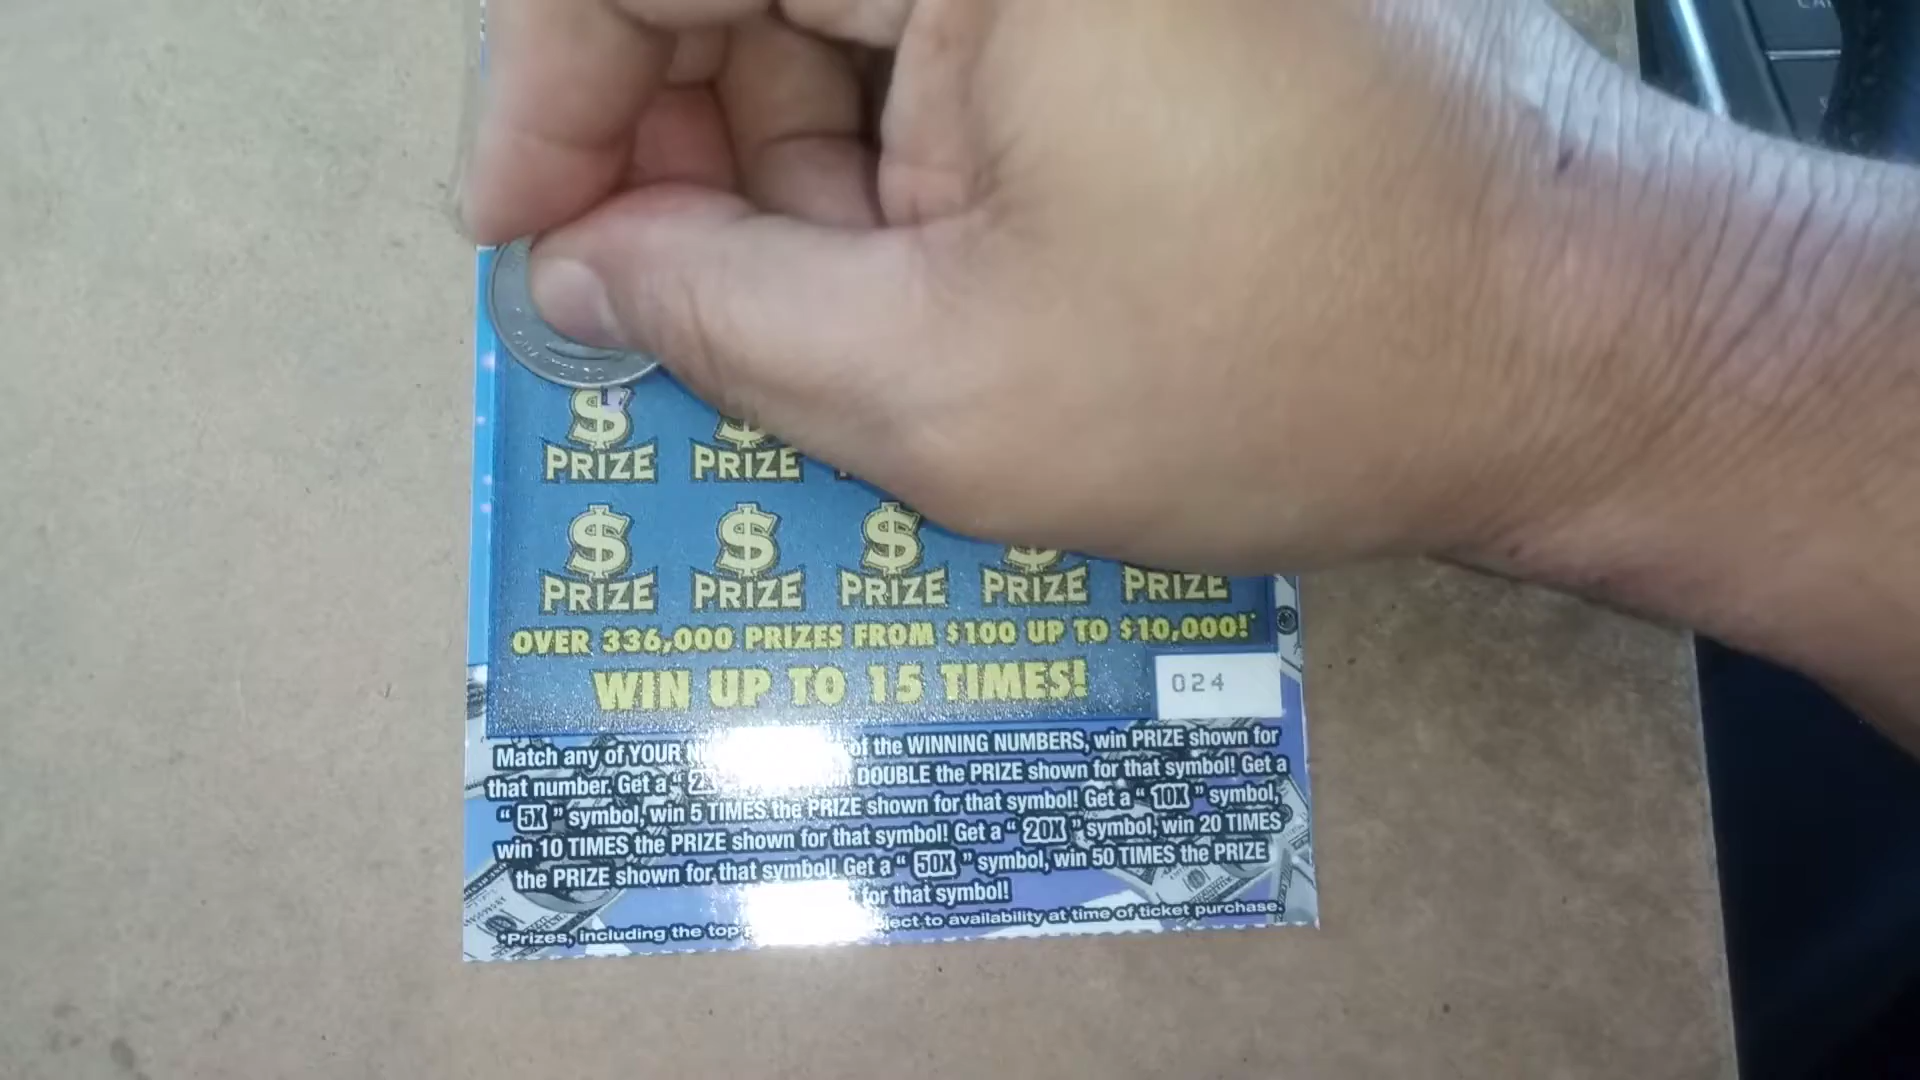 $ $
PRIZE PRIZE
$ $ $ $
PRIZE PRIZE PRIZE PRIZE PRIZE
OVER 336,000 PRIZES FROM $100 UP TO $10,000!*
WIN UP TO 15 TIMES!
024
Match any of YOUR of the WINNING NUMBERS, win PRIZE shown for
that number. Get a " DOUBLE the PRIZE shown for that symbol! Get a
" 5X " symbol, win 5 TIMES the PRIZE shown for that symbol! Get a " 10X " symbol,
win 10 TIMES the PRIZE shown for that symbol! Get a " 20X " symbol, win 20 TIMES
the PRIZE shown for that symbol! Get a " 50X " symbol, win 50 TIMES the PRIZE
for that symbol!
*Prizes, including the top to availability at time of ticket purchase.